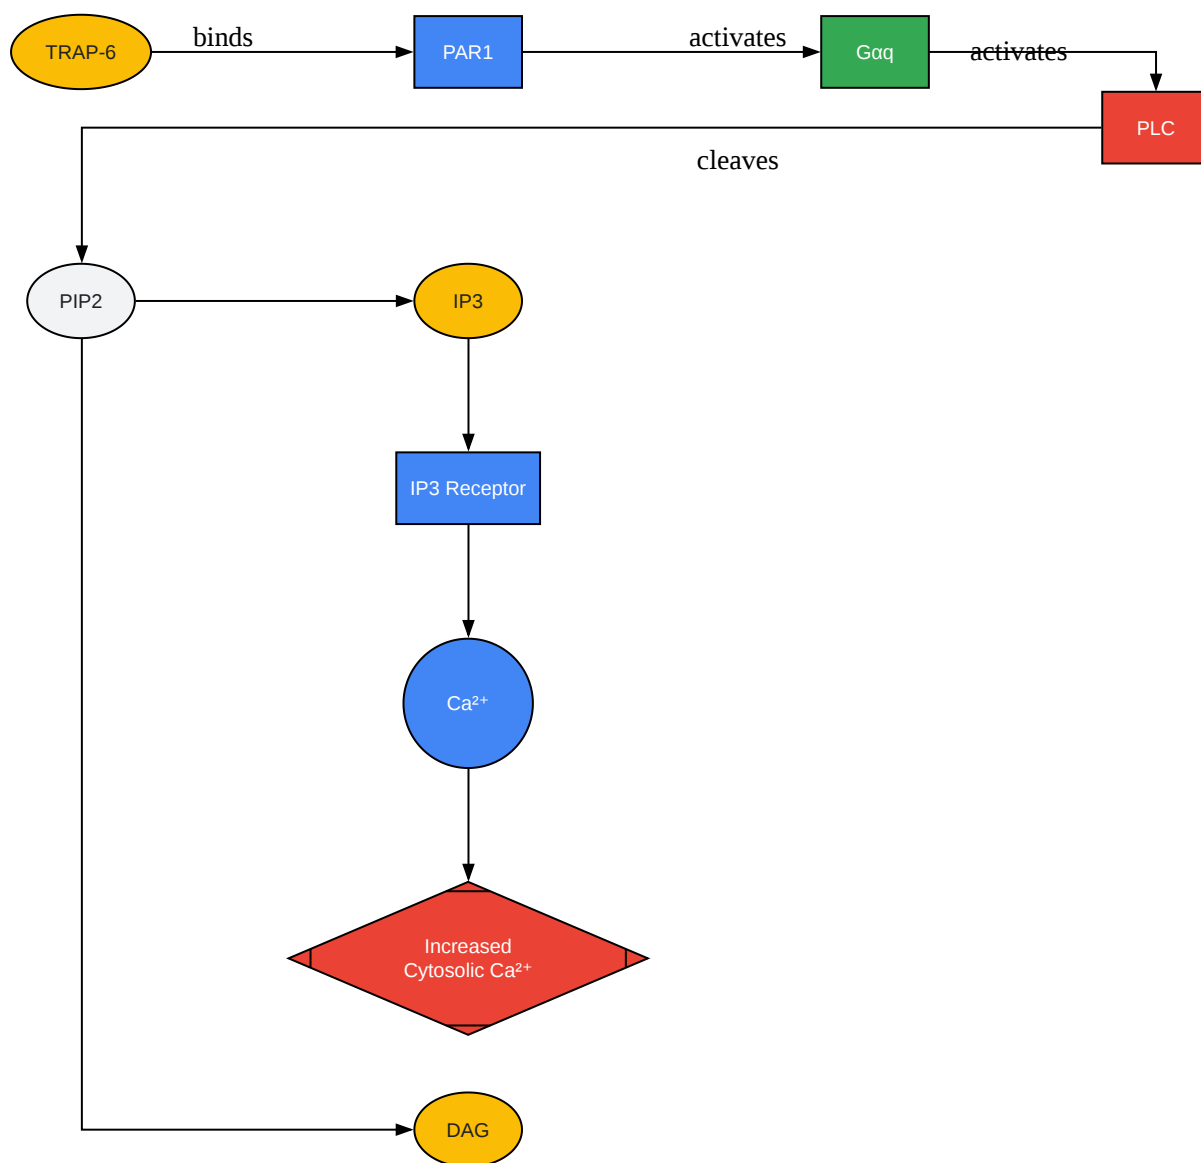 TRAP-6
binds
PAR1
activates
Gαq
activates
PLC
cleaves
PIP2
IP3
IP3 Receptor
Ca²⁺
Increased
Cytosolic Ca²⁺
DAG